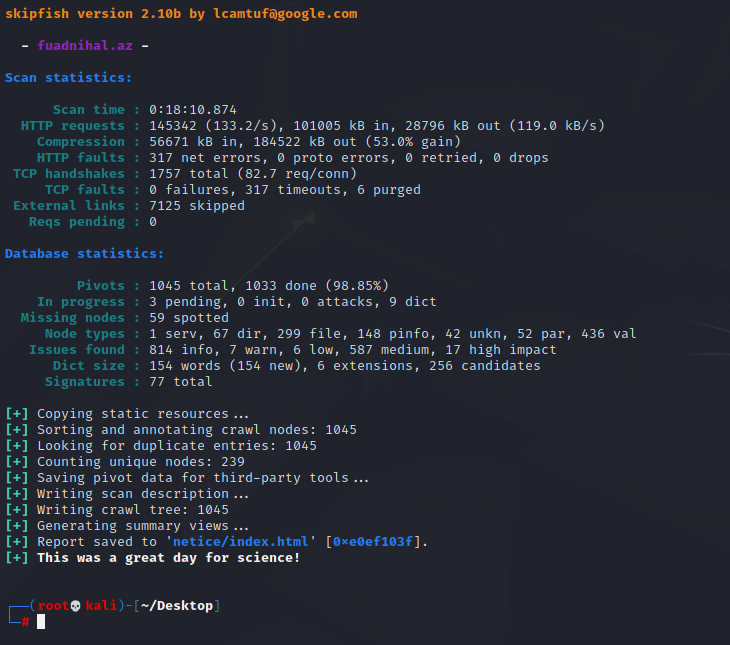 skipfish version 2.10b by lcamtuf@google.com
- fuadnihal.az -
Scan statistics:
Scan time : 0:18:10.874
HTTP requests : 145342 (133.2/s), 101005 kB in, 28796 kB out (119.0 kB/s)
Compression : 56671 kB in, 184522 kB out (53.0% gain)
HTTP faults : 317 net errors, 0 proto errors, 0 retried, 0 drops
TCP handshakes : 1757 total (82.7 req/conn)
TCP faults : 0 failures, 317 timeouts, 6 purged
External links : 7125 skipped
Reqs pending : 0
Database statistics:
Pivots : 1045 total, 1033 done (98.85%)
In progress : 3 pending, 0 init, 0 attacks, 9 dict
Missing nodes : 59 spotted
Node types : 1 serv, 67 dir, 299 file, 148 pinfo, 42 unkn, 52 par, 436 val
Issues found : 814 info, 7 warn, 6 low, 587 medium, 17 high impact
Dict size : 154 words (154 new), 6 extensions, 256 candidates
Signatures : 77 total
[+] Copying static resources...
[+] Sorting and annotating crawl nodes: 1045
[+] Looking for duplicate entries: 1045
[+] Counting unique nodes: 239
[+] Saving pivot data for third-party tools...
[+] Writing scan description...
[+] Writing crawl tree: 1045
[+] Generating summary views...
[+] Report saved to 'netice/index.html' [0×e0ef103f].
[+] This was a great day for science!
┌──(root💀kali)-[~/Desktop]
└─#